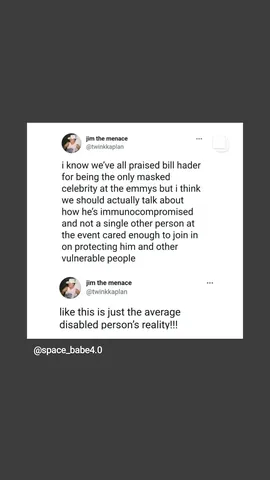 jim the menace
@twinkkaplan
i know we've all praised bill hader
for being the only masked
celebrity at the emmys but i think
we should actually talk about
how he's immunocompromised
and not a single other person at
the event cared enough to join in
on protecting him and other
vulnerable people
jim the menace
@twinkkaplan
like this is just the average
disabled person's reality!!!
@space_babe4.0